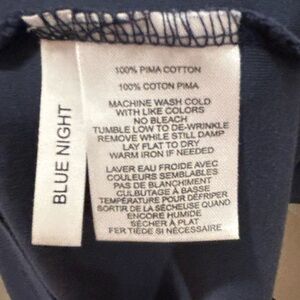 BLUE NIGHT
100% PIMA COTTON
100% COTON PIMA
MACHINE WASH COLD
WITH LIKE COLORS
NO BLEACH
TUMBLE LOW TO DE-WRINKLE
REMOVE WHILE STILL DAMP
LAY FLAT TO DRY
WARM IRON IF NEEDED
LAVER EAU FROIDE AVEC
COULEURS SEMBLABLES
PAS DE BLANCHIMENT
CULBUTAGE À BASSE
TEMPÉRATURE POUR DÉFRIPER
SORTIR DE LA SÉCHEUSE QUAND
ENCORE HUMIDE
SÉCHER À PLAT
FER TIÈDE SI NÉCESSAIRE